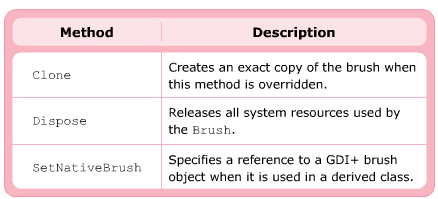 Method Description
Clone
Creates an exact copy of the brush when
this method is overridden.
Dispose
Releases all system resources used by
the Brush.
SetNativeBrush
Specifies a reference to a GDI+ brush
object when it is used in a derived class.